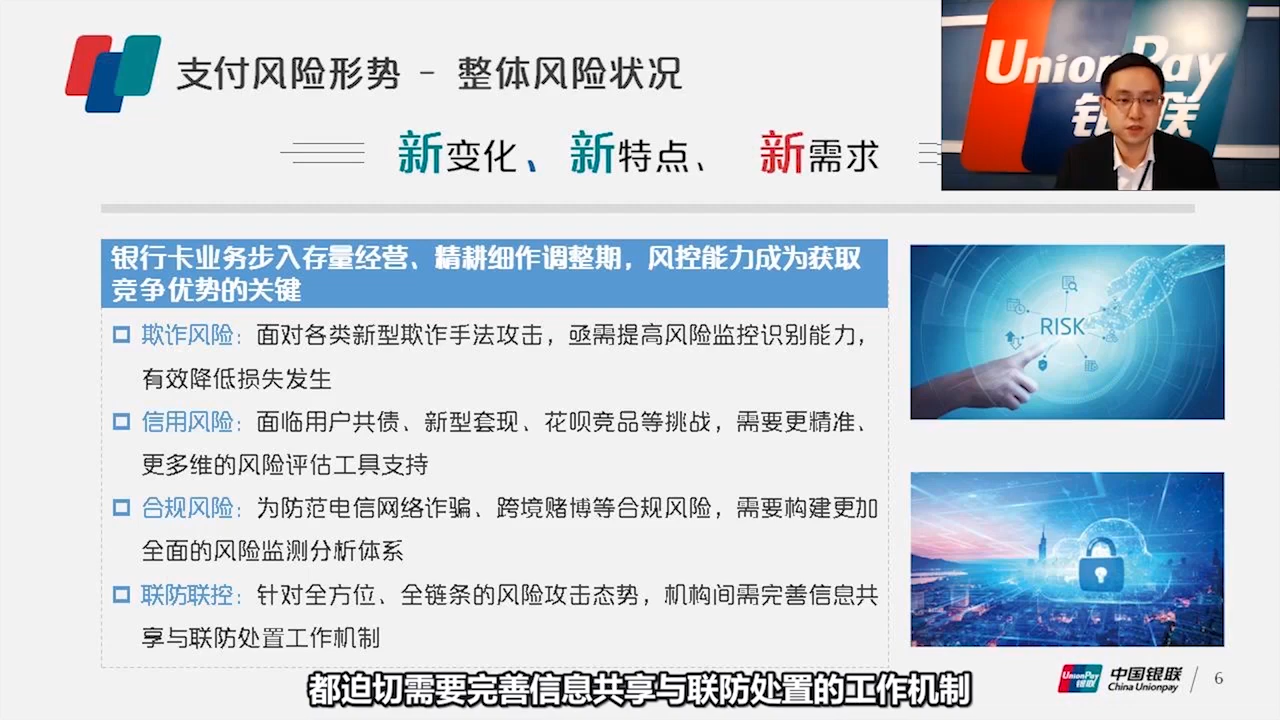 支付风险形势 - 整体风险状况
新变化、新特点、新需求
UnionPay
银联
银行卡业务步入存量经营、精耕细作调整期，风控能力成为获取
竞争优势的关键
欺诈风险：面对各类新型欺诈手法攻击，亟需提高风险监控识别能力，
有效降低损失发生
信用风险：面临用户共债、新型套现、花呗竞品等挑战，需要更精准、
更多维的风险评估工具支持
合规风险：为防范电信网络诈骗、跨境赌博等合规风险，需要构建更加
全面的风险监测分析体系
联防联控：针对全方位、全链条的风险攻击态势，机构间需完善信息共
享与联防处置工作机制
RISK
UnionPay
银联
中国银联
China Unionpay
6
都迫切需要完善信息共享与联防处置的工作机制